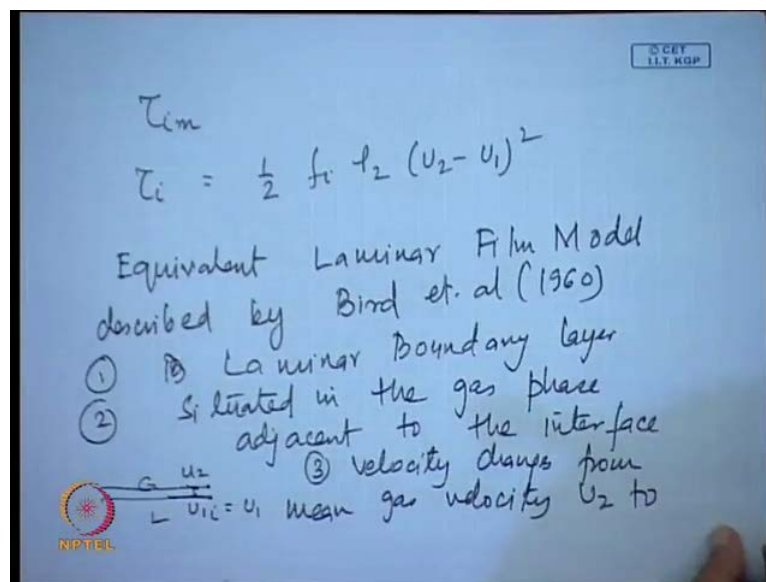 © CET
I.I.T. KGP
τim
τi = 1/2 fi ρ2 (U2 - U1)^2
Equivalent Laminar Film Model
described by Bird et. al (1960)
① Laminar Boundary layer
② Situated in the gas phase
adjacent to the interface
③ velocity changes from
mean gas velocity U2 to
G U2
L U1i = U1
NPTEL